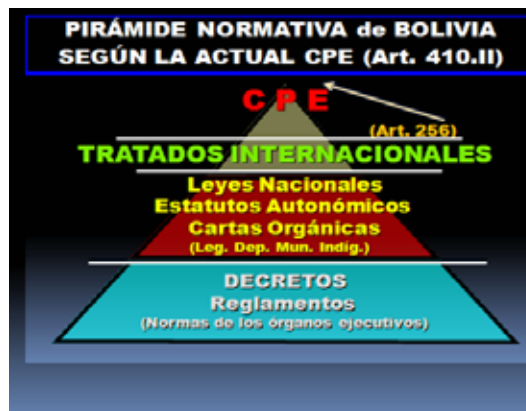 PIRÁMIDE NORMATIVA de BOLIVIA
SEGÚN LA ACTUAL CPE (Art. 410.II)
C P E
(Art. 256)
TRATADOS INTERNACIONALES
Leyes Nacionales
Estatutos Autonómicos
Cartas Orgánicas
(Leg. Dep. Mun. Indíg.)
DECRETOS
Reglamentos
(Normas de los órganos ejecutivos)